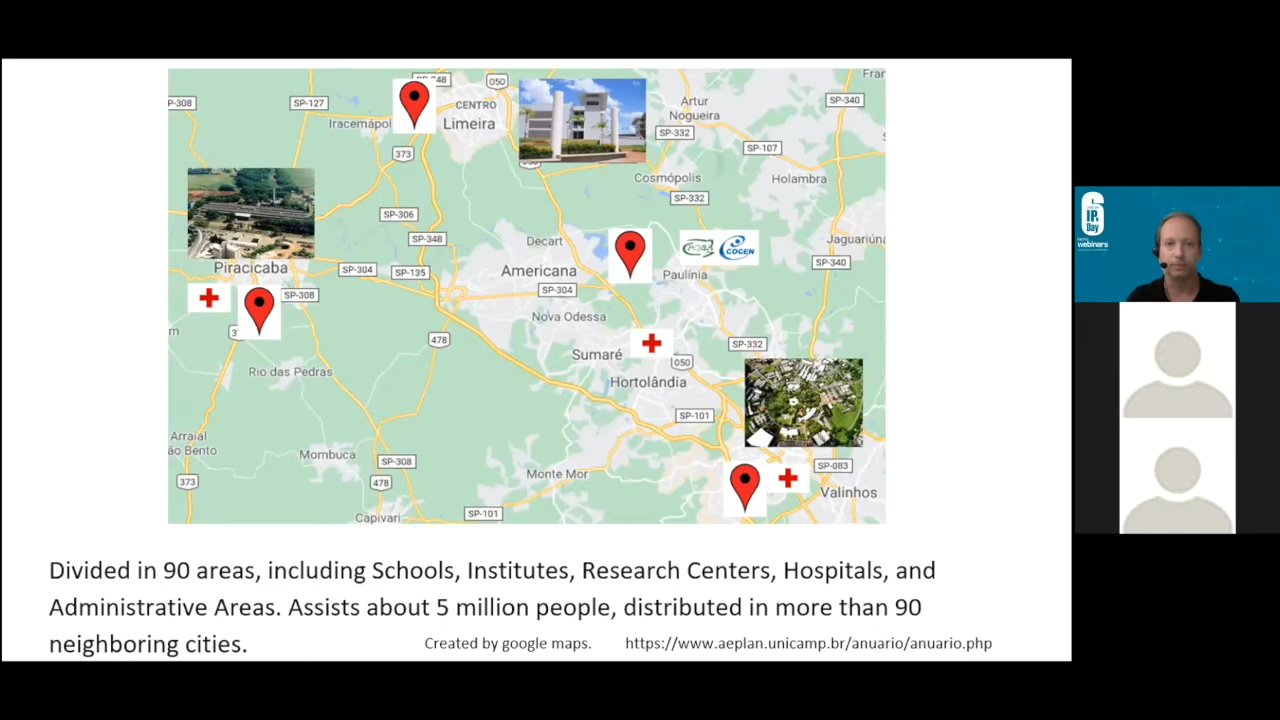 SP-348
050
Fran
P-308
SP-127
CENTRO
Limeira
Iracemápol
Artur
Nogueira
SP-340
SP-332
SP-107
373
Cosmópolis
Holambra
SP-332
SP-306
SP-348
Decart
Jaguariúna
Americana
Paulínia
COGEN
SP-340
Piracicaba
SP-304
SP-135
SP-304
SP-308
Nova Odessa
m
478
Sumaré
SP-332
050
Rio das Pedras
Hortolândia
SP-101
Arraial
ão Bento
Mombuca
SP-308
Monte Mor
SP-083
373
478
Valinhos
Capivari
SP-101
Divided in 90 areas, including Schools, Institutes, Research Centers, Hospitals, and
Administrative Areas. Assists about 5 million people, distributed in more than 90
neighboring cities.
Created by google maps.
https://www.aeplan.unicamp.br/anuario/anuario.php
6
IPv
Day
webinars